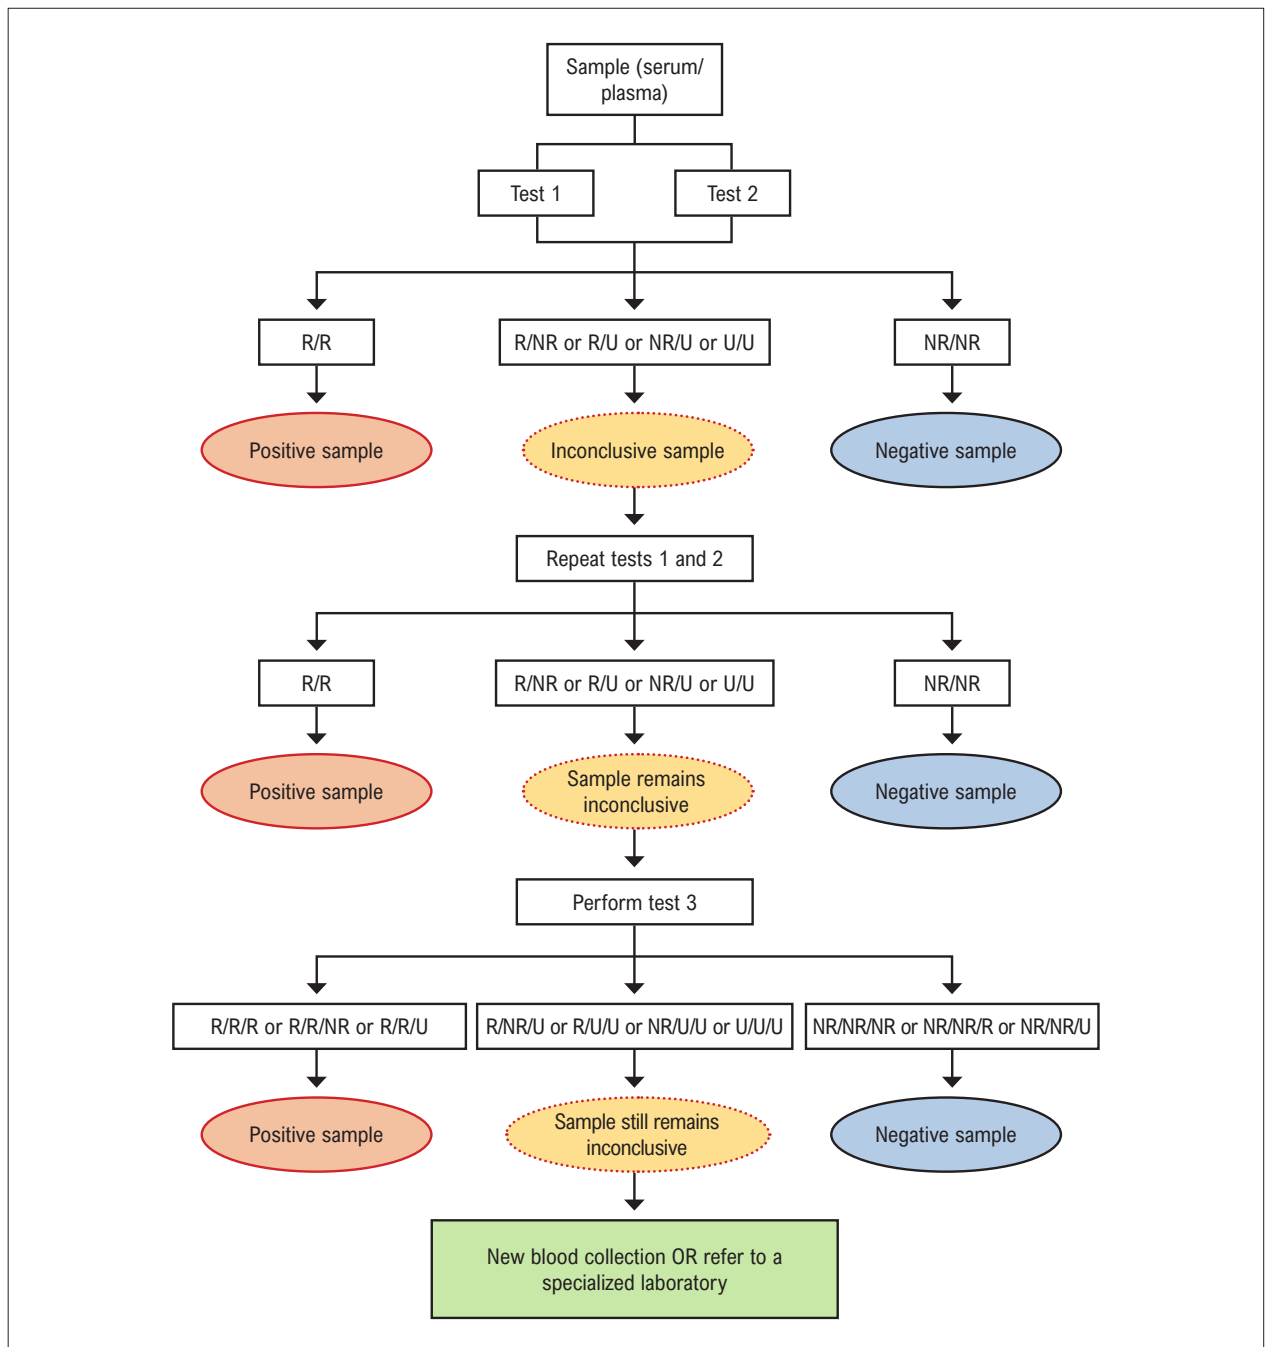 Sample (serum/
plasma)
Test 1
Test 2
R/R
R/NR or R/U or NR/U or U/U
NR/NR
Positive sample
Inconclusive sample
Negative sample
Repeat tests 1 and 2
R/R
R/NR or R/U or NR/U or U/U
NR/NR
Positive sample
Sample remains
inconclusive
Negative sample
Perform test 3
R/R/R or R/R/NR or R/R/U
R/NR/U or R/U/U or NR/U/U or U/U/U
NR/NR/NR or NR/NR/R or NR/NR/U
Positive sample
Sample still remains
inconclusive
Negative sample
New blood collection OR refer to a
specialized laboratory